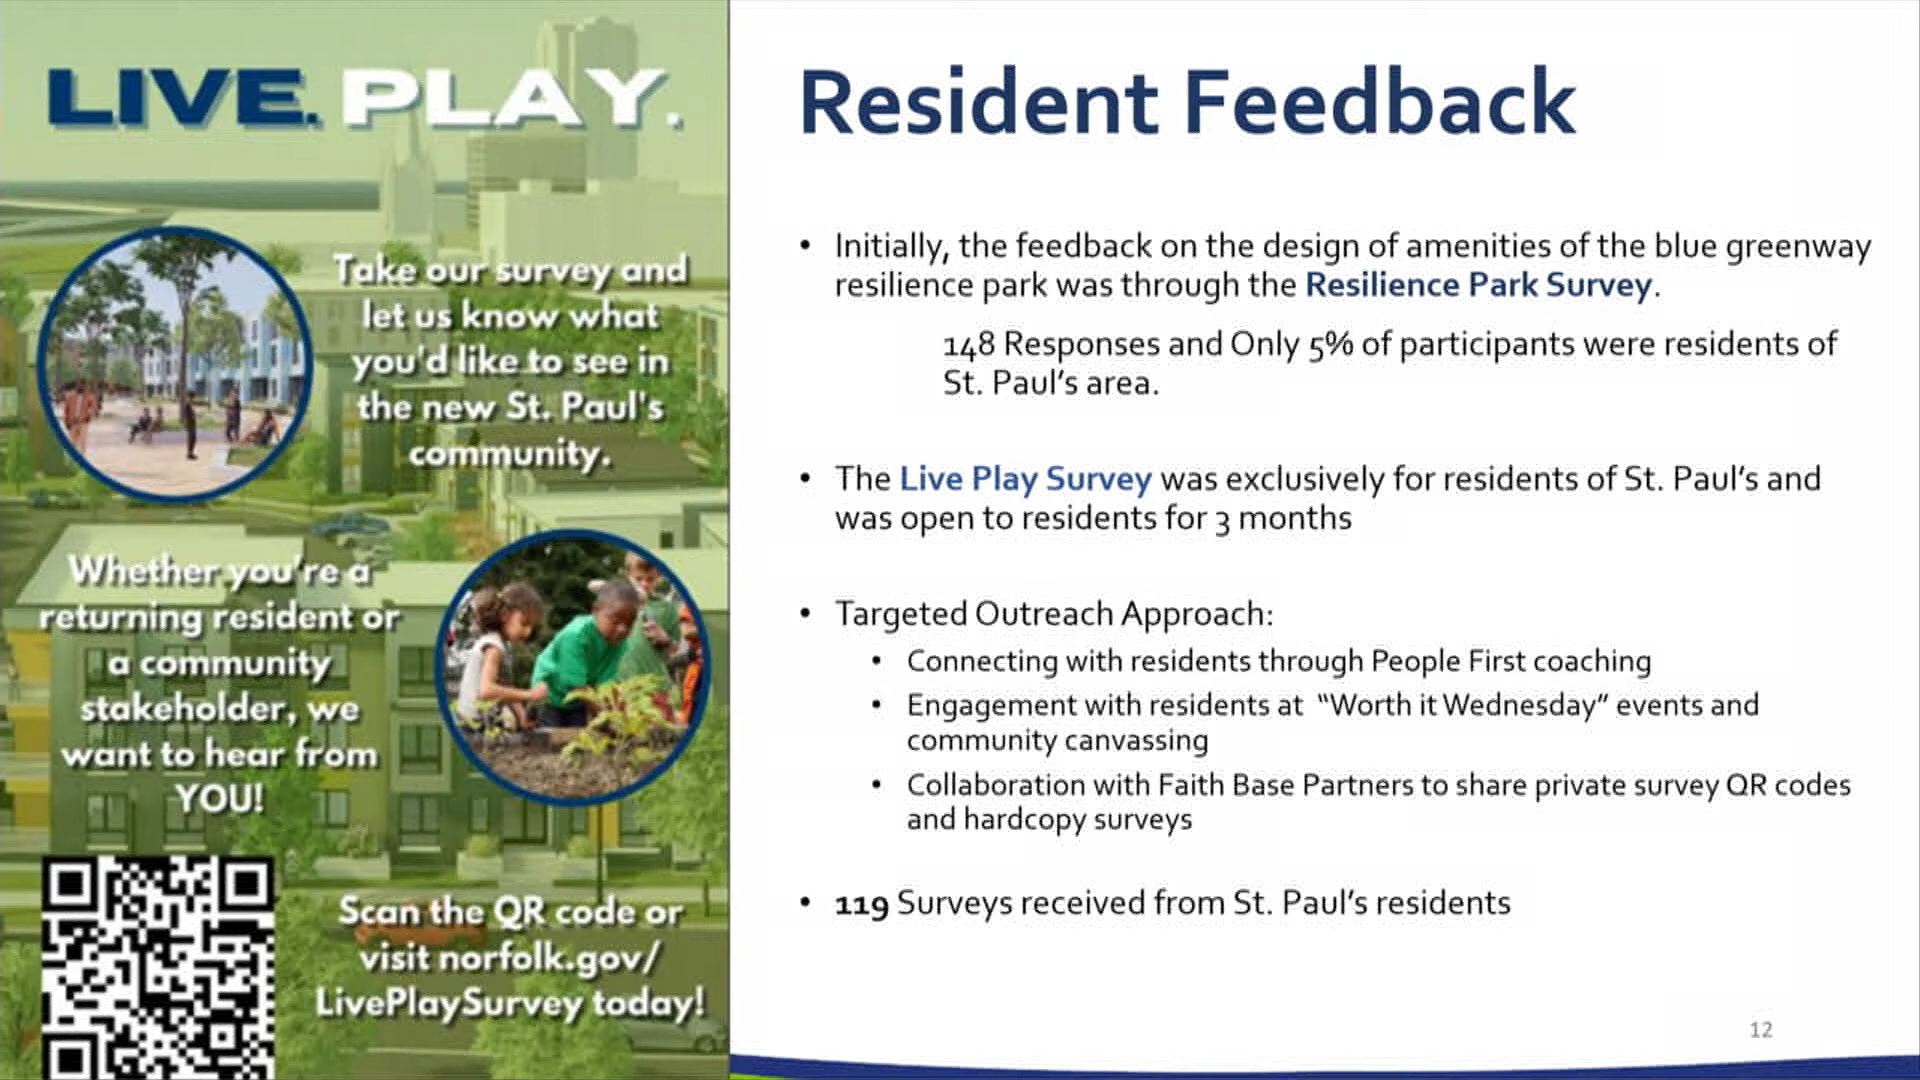 LIVE. PLAY.
Take our survey and
let us know what
you'd like to see in
the new St. Paul's
community.
Whether you're a
returning resident or
a community
stakeholder, we
want to hear from
YOU!
Scan the QR code or
visit norfolk.gov/
LivePlaySurvey today!
Resident Feedback
• Initially, the feedback on the design of amenities of the blue greenway
resilience park was through the Resilience Park Survey.
148 Responses and Only 5% of participants were residents of
St. Paul's area.
• The Live Play Survey was exclusively for residents of St. Paul's and
was open to residents for 3 months
• Targeted Outreach Approach:
• Connecting with residents through People First coaching
• Engagement with residents at “Worth it Wednesday” events and
community canvassing
• Collaboration with Faith Base Partners to share private survey QR codes
and hardcopy surveys
• 119 Surveys received from St. Paul's residents
12